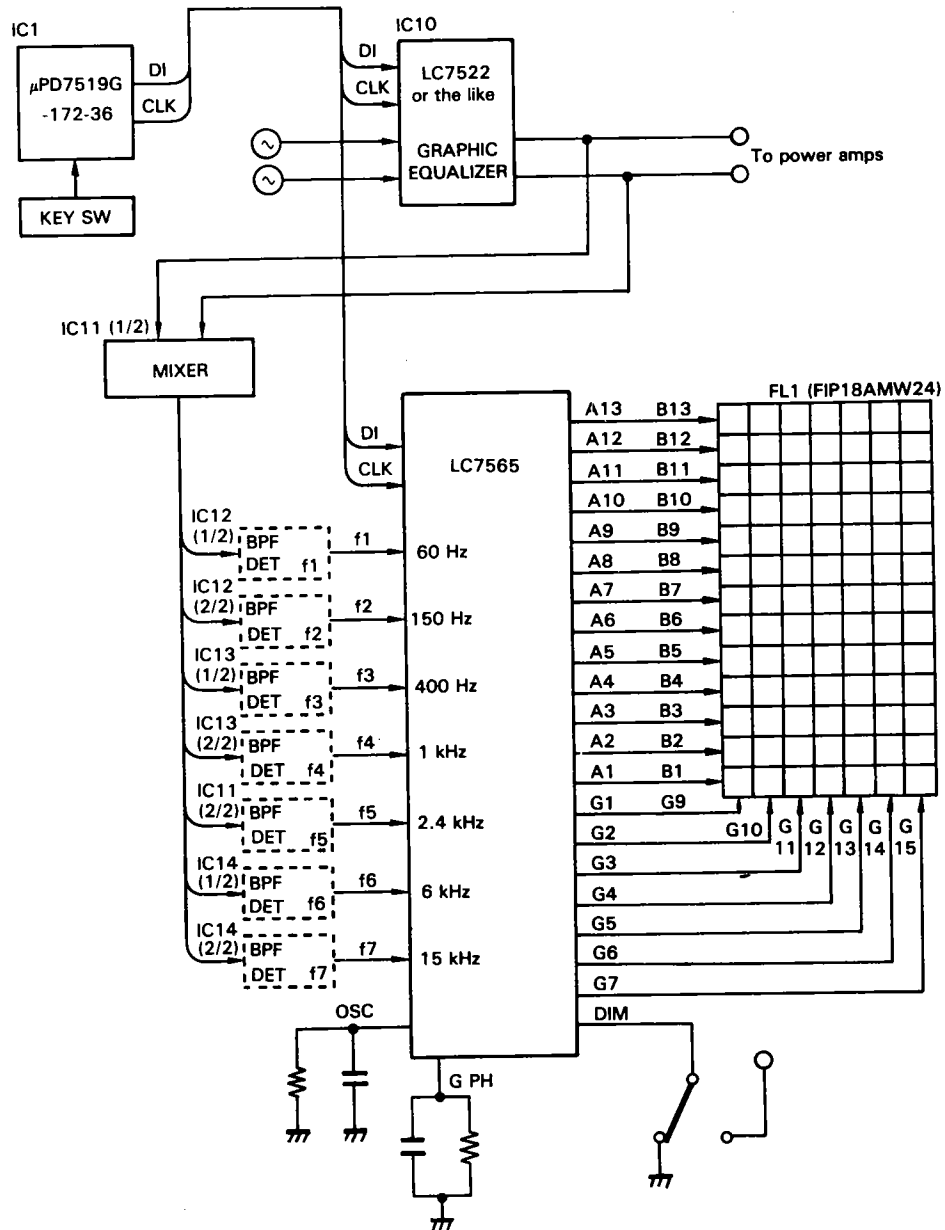 IC1
μPD7519G
-172-36
DI
CLK
KEY SW
IC10
DI
CLK
LC7522
or the like
GRAPHIC
EQUALIZER
To power amps
IC11 (1/2)
MIXER
DI
CLK
LC7565
FL1 (FIP18AMW24)
A13 B13
A12 B12
A11 B11
A10 B10
A9 B9
A8 B8
A7 B7
A6 B6
A5 B5
A4 B4
A3 B3
A2 B2
A1 B1
G1 G9
G2
G3
G4
G5
G6
G7
DIM
G10
G 11
G 12
G 13
G 14
G 15
IC12
(1/2)
BPF
DET f1
f1
60 Hz
IC12
(2/2)
BPF
DET f2
f2
150 Hz
IC13
(1/2)
BPF
DET f3
f3
400 Hz
IC13
(2/2)
BPF
DET f4
f4
1 kHz
IC11
(2/2)
BPF
DET f5
f5
2.4 kHz
IC14
(1/2)
BPF
DET f6
f6
6 kHz
IC14
(2/2)
BPF
DET f7
f7
15 kHz
OSC
G PH